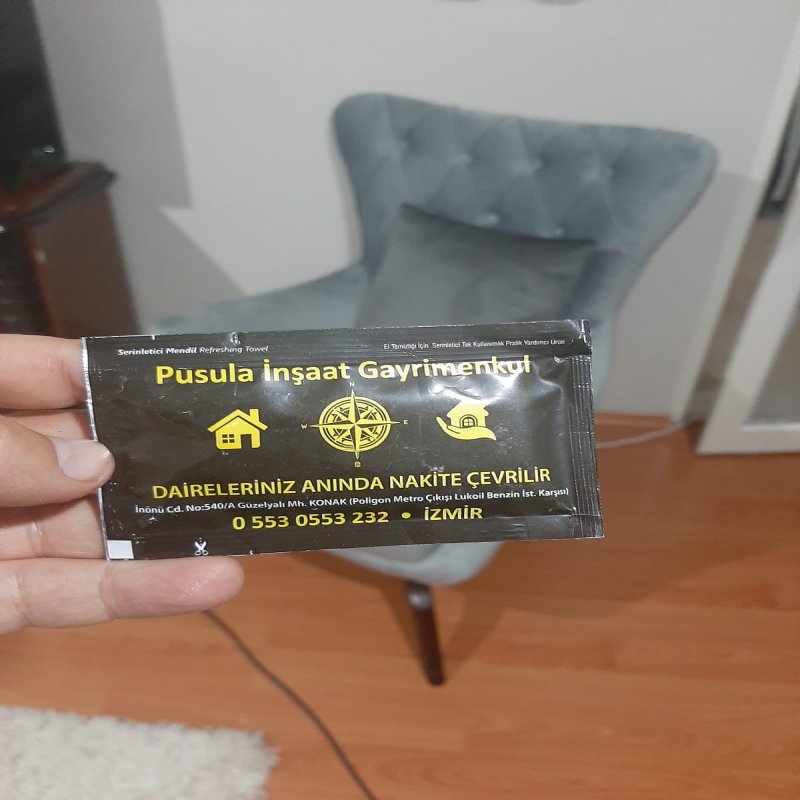 Serinletici Mendil Refreshing Towel
El Temizliği İçin Serinletici Tek Kullanımlık Pratik Yardımcı Ürün
Pusula İnşaat Gayrimenkul
N
W E
S
DAİRELERİNİZ ANINDA NAKİTE ÇEVRİLİR
İnönü Cd. No:540/A Güzelyalı Mh. KONAK (Poligon Metro Çıkışı Lukoil Benzin İst. Karşısı)
0 553 0553 232 • İZMİR